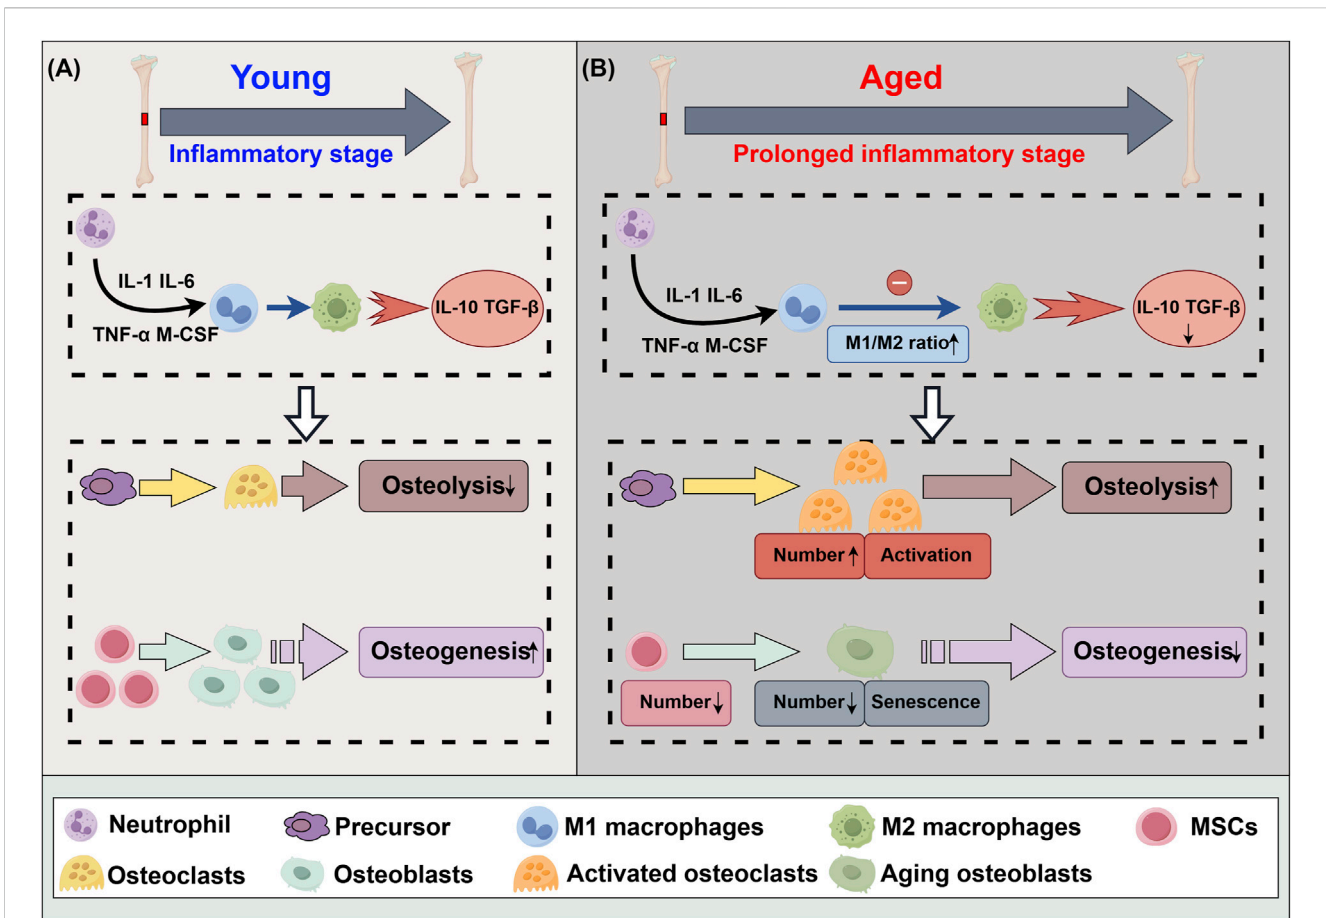 (A)
Young
Inflammatory stage
IL-1 IL-6
TNF-α M-CSF
IL-10 TGF-β
Osteolysis↓
Osteogenesis↑
(B)
Aged
Prolonged inflammatory stage
IL-1 IL-6
TNF-α M-CSF
M1/M2 ratio↑
IL-10 TGF-β
↓
Osteolysis↑
Number↑ Activation
Osteogenesis↓
Number↓ Number↓ Senescence
Neutrophil Precursor M1 macrophages M2 macrophages MSCs
Osteoclasts Osteoblasts Activated osteoclasts Aging osteoblasts